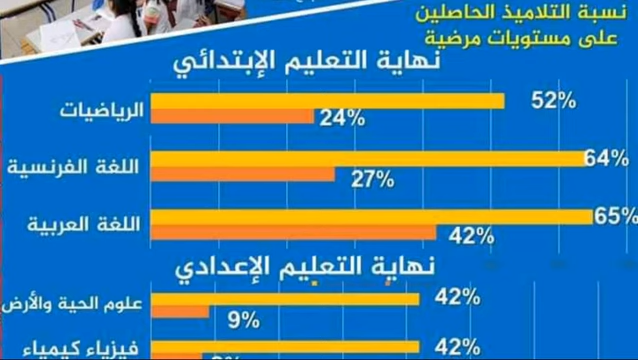 نسبة التلاميذ الحاصلين
على مستويات مرضية
نهاية التعليم الإبتدائي
الرياضيات
52%
24%
اللغة الفرنسية
64%
27%
اللغة العربية
65%
42%
نهاية التعليم الإعدادي
علوم الحية والأرض
42%
9%
فيزياء كيمياء
42%